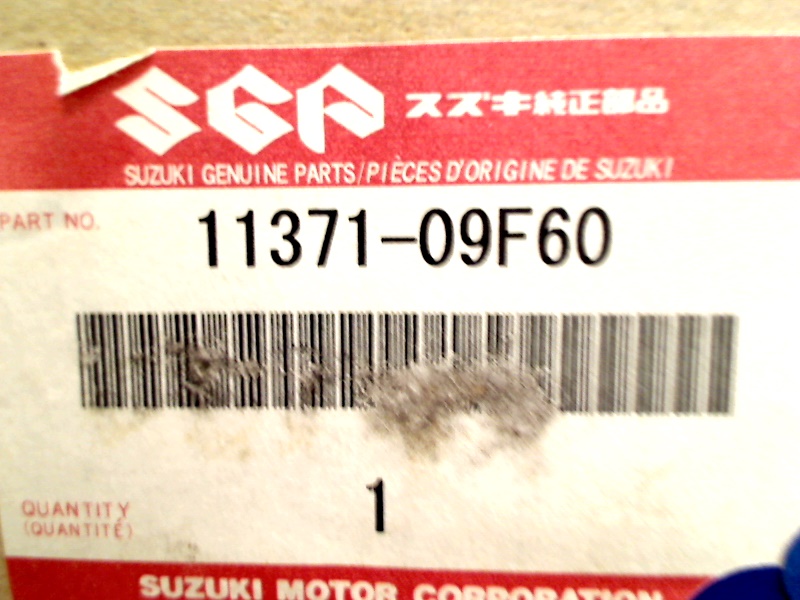 SGP スズキ純正部品
SUZUKI GENUINE PARTS/PIÈCES D'ORIGINE DE SUZUKI
PART NO. 11371-09F60
QUANTITY 1
(QUANTITÉ)
SUZUKI MOTOR CORPORATION